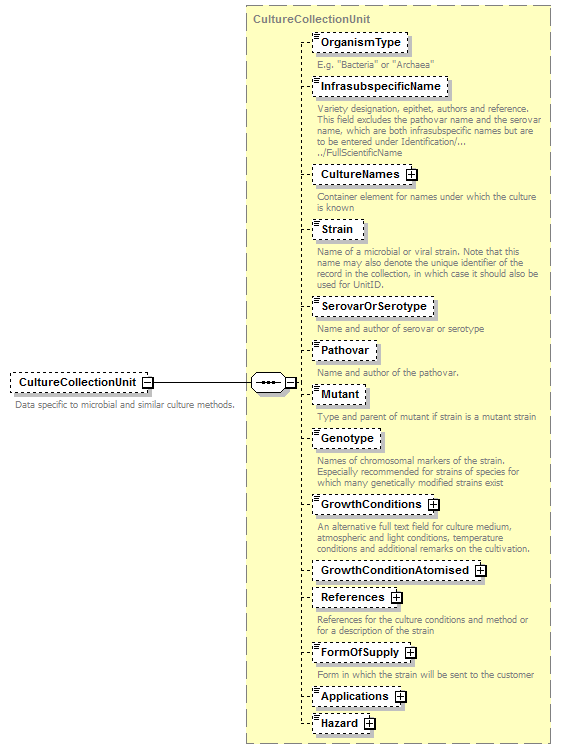 CultureCollectionUnit
OrganismType
E.g. "Bacteria" or "Archaea"
InfrasubspecificName
Variety designation, epithet, authors and reference.
This field excludes the pathovar name and the serovar
name, which are both infrasubspecific names but are
to be entered under Identification/...
../FullScientificName
CultureNames
Container element for names under which the culture
is known
Strain
Name of a microbial or viral strain. Note that this
name may also denote the unique identifier of the
record in the collection, in which case it should also be
used for UnitID.
SerovarOrSerotype
Name and author of serovar or serotype
Pathovar
Name and author of the pathovar.
CultureCollectionUnit
Data specific to microbial and similar culture methods.
Mutant
Type and parent of mutant if strain is a mutant strain
Genotype
Names of chromosomal markers of the strain.
Especially recommended for strains of species for
which many genetically modified strains exist
GrowthConditions
An alternative full text field for culture medium,
atmospheric and light conditions, temperature
conditions and additional remarks on the cultivation.
GrowthConditionAtomised
References
References for the culture conditions and method or
for a description of the strain
FormOfSupply
Form in which the strain will be sent to the customer
Applications
Hazard